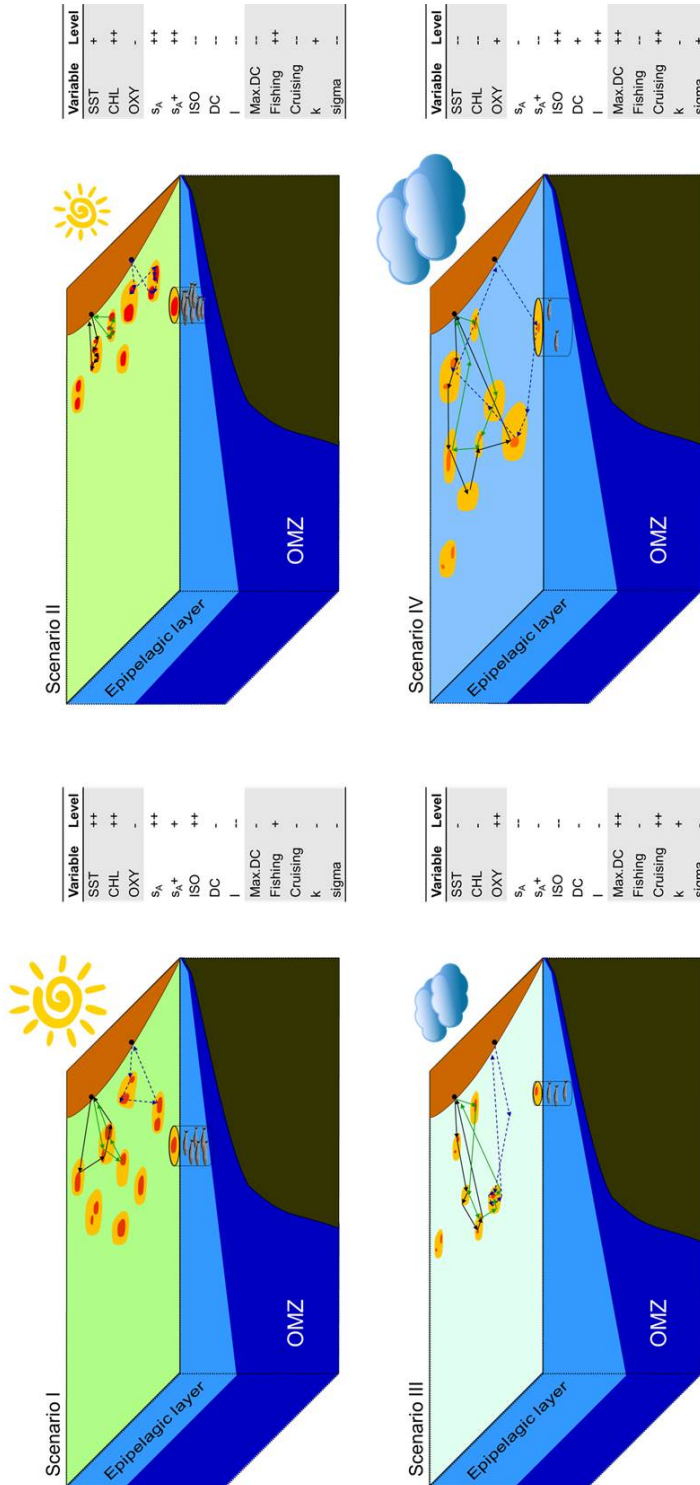 Scenario I
Epipelagic layer
OMZ
Variable Level
SST ++
CHL ++
OXY -
sA ++
sA+ +
ISO ++
DC -
I --
Max.DC -
Fishing +
Cruising -
k -
sigma -
Scenario II
Epipelagic layer
OMZ
Variable Level
SST +
CHL ++
OXY -
sA ++
sA+ ++
ISO --
DC --
I --
Max.DC --
Fishing ++
Cruising --
k +
sigma --
Scenario III
Epipelagic layer
OMZ
Variable Level
SST -
CHL -
OXY ++
sA --
sA+ -
ISO --
DC -
I -
Max.DC ++
Fishing -
Cruising ++
k +
sigma -
Scenario IV
Epipelagic layer
OMZ
Variable Level
SST --
CHL --
OXY +
sA -
sA+ --
ISO ++
DC +
I ++
Max.DC ++
Fishing --
Cruising ++
k -
sigma +